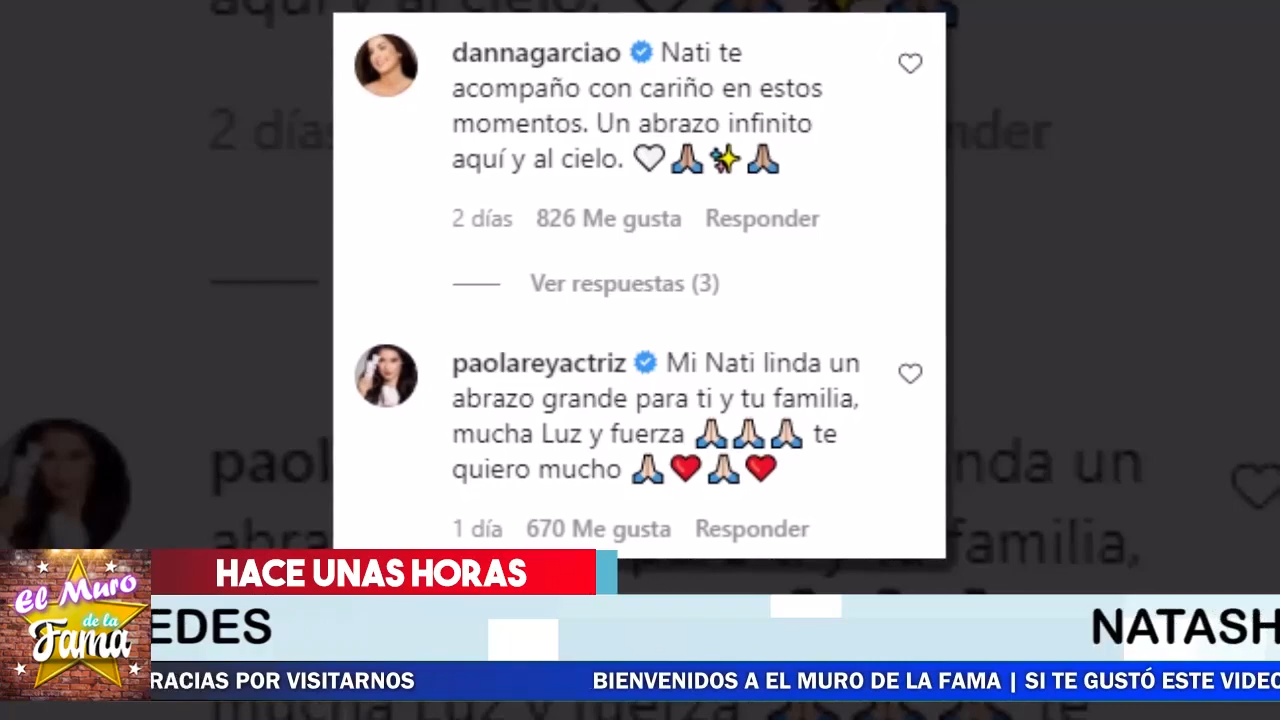 dannagarciao Nati te
acompaño con cariño en estos
momentos. Un abrazo infinito
aquí y al cielo. 🤍🙏🏼✨🙏🏼
2 días 826 Me gusta Responder
Ver respuestas (3)
paolareyactriz Mi Nati linda un
abrazo grande para ti y tu familia,
mucha Luz y fuerza 🙏🏻🙏🏻🙏🏻 te
quiero mucho 🙏🏻❤️🙏🏻❤️
1 día 670 Me gusta Responder
HACE UNAS HORAS
El Muro
de la
Fama
EDES NATASH
RACIAS POR VISITARNOS BIENVENIDOS A EL MURO DE LA FAMA | SI TE GUSTÓ ESTE VIDEO